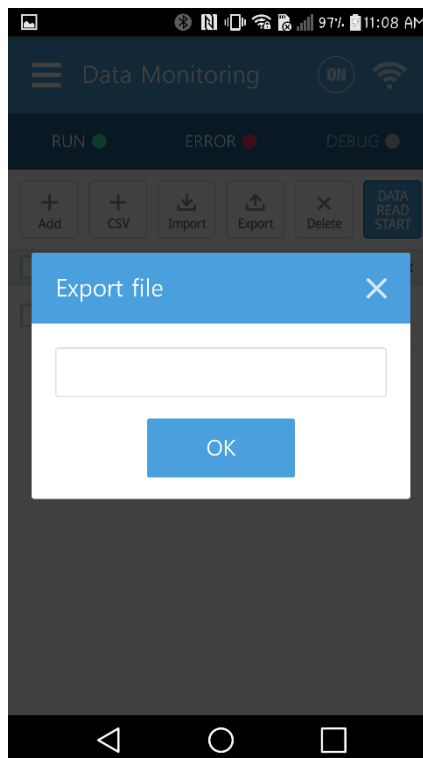 97% 11:08 AM
Data Monitoring ON
RUN ERROR DEBUG
Add CSV Import Export Delete DATA READ START
Export file
OK